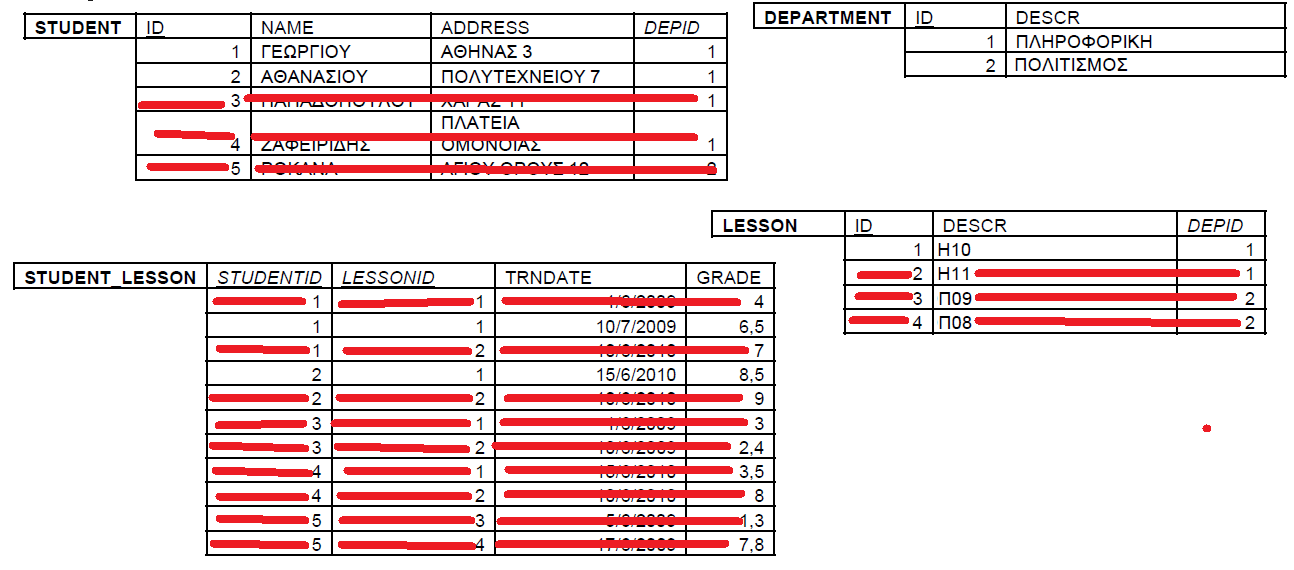 STUDENT ID NAME ADDRESS DEPID
1 ΓΕΩΡΓΙΟΥ ΑΘΗΝΑΣ 3 1
2 ΑΘΑΝΑΣΙΟΥ ΠΟΛΥΤΕΧΝΕΙΟΥ 7 1
3 1
ΠΛΑΤΕΙΑ
4 ΖΑΦΕΙΡΙΔΗΣ ΟΜΟΝΟΙΑΣ 1
5
DEPARTMENT ID DESCR
1 ΠΛΗΡΟΦΟΡΙΚΗ
2 ΠΟΛΙΤΙΣΜΟΣ
LESSON ID DESCR DEPID
1 Η10 1
2 Η11 1
3 Π09 2
4 Π08 2
STUDENT_LESSON STUDENTID LESSONID TRNDATE GRADE
1 1 4
1 1 10/7/2009 6,5
1 2 7
2 1 15/6/2010 8,5
2 2 9
3 1 3
3 2 2,4
4 1 3,5
4 2 8
5 3 1,3
5 4 7,8